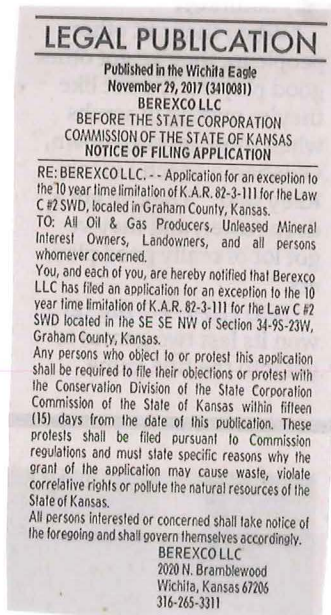 LEGAL PUBLICATION
Published in the Wichita Eagle
November 29, 2017 (3410081)
BEREXCO LLC
BEFORE THE STATE CORPORATION
COMMISSION OF THE STATE OF KANSAS
NOTICE OF FILING APPLICATION
RE: BEREXCO LLC. - - Application for an exception to
the 10 year time limitation of K.A.R. 82-3-111 for the Law
C #2 SWD, located in Graham County, Kansas.
TO: All Oil & Gas Producers, Unleased Mineral
Interest Owners, Landowners, and all persons
whomever concerned.
You, and each of you, are hereby notified that Berexco
LLC has filed an application for an exception to the 10
year time limitation of K.A.R. 82-3-111 for the Law C #2
SWD located in the SE SE NW of Section 34-9S-23W,
Graham County, Kansas.
Any persons who object to or protest this application
shall be required to file their objections or protest with
the Conservation Division of the State Corporation
Commission of the State of Kansas within fifteen
(15) days from the date of this publication. These
protests shall be filed pursuant to Commission
regulations and must state specific reasons why the
grant of the application may cause waste, violate
correlative rights or pollute the natural resources of the
State of Kansas.
All persons interested or concerned shall take notice of
the foregoing and shall govern themselves accordingly.
BEREXCO LLC
2020 N. Bramblewood
Wichita, Kansas 67206
316-265-3311